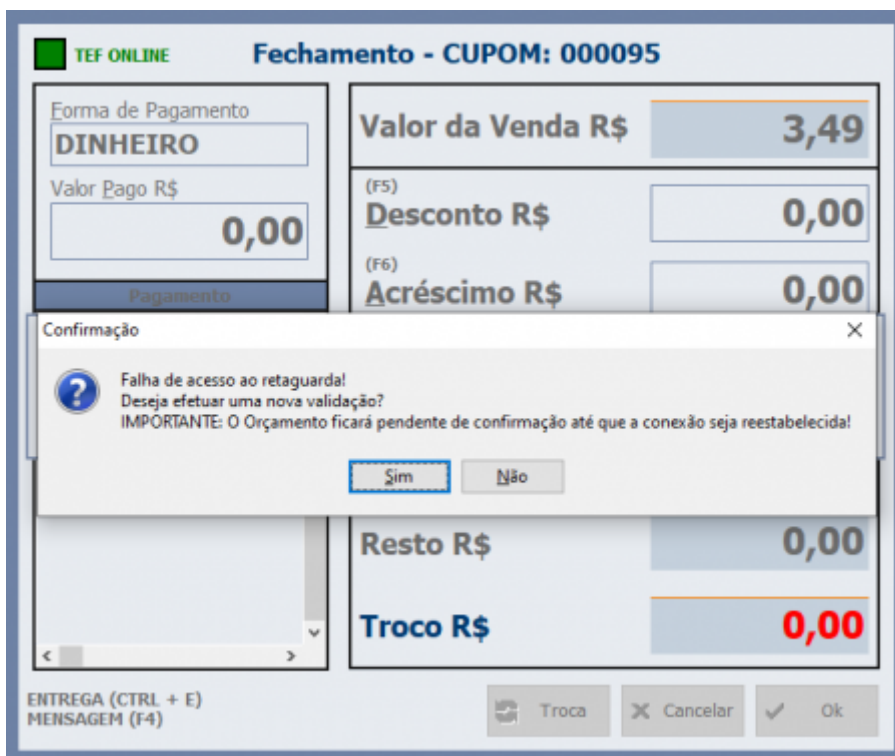 TEF ONLINE
Fechamento - CUPOM: 000095
Forma de Pagamento
DINHEIRO
Valor Pago R$
0,00
Pagamento
Valor da Venda R$
3,49
(F5)
Desconto R$
0,00
(F6)
Acréscimo R$
0,00
Confirmação
Falha de acesso ao retaguarda!
Deseja efetuar uma nova validação?
IMPORTANTE: O Orçamento ficará pendente de confirmação até que a conexão seja reestabelecida!
Sim
Não
Resto R$
0,00
Troco R$
0,00
ENTREGA (CTRL + E)
MENSAGEM (F4)
Troca
Cancelar
Ok